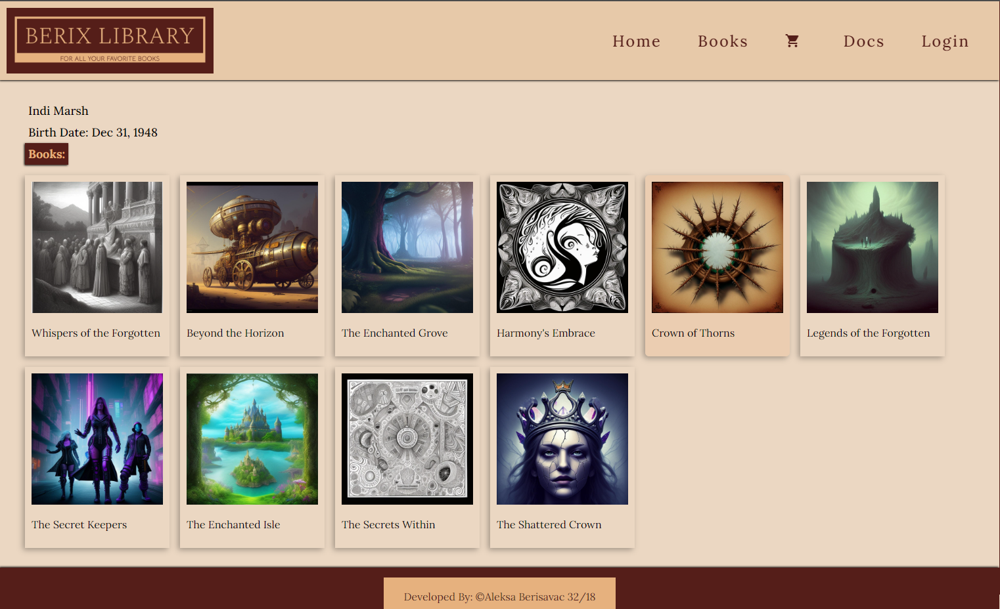 BERIX LIBRARY
FOR ALL YOUR FAVORITE BOOKS
Home Books Docs Login
Indi Marsh
Birth Date: Dec 31, 1948
Books:
Whispers of the Forgotten
Beyond the Horizon
The Enchanted Grove
Harmony's Embrace
Crown of Thorns
Legends of the Forgotten
The Secret Keepers
The Enchanted Isle
The Secrets Within
The Shattered Crown
Developed By: ©Aleksa Berisavac 32/18